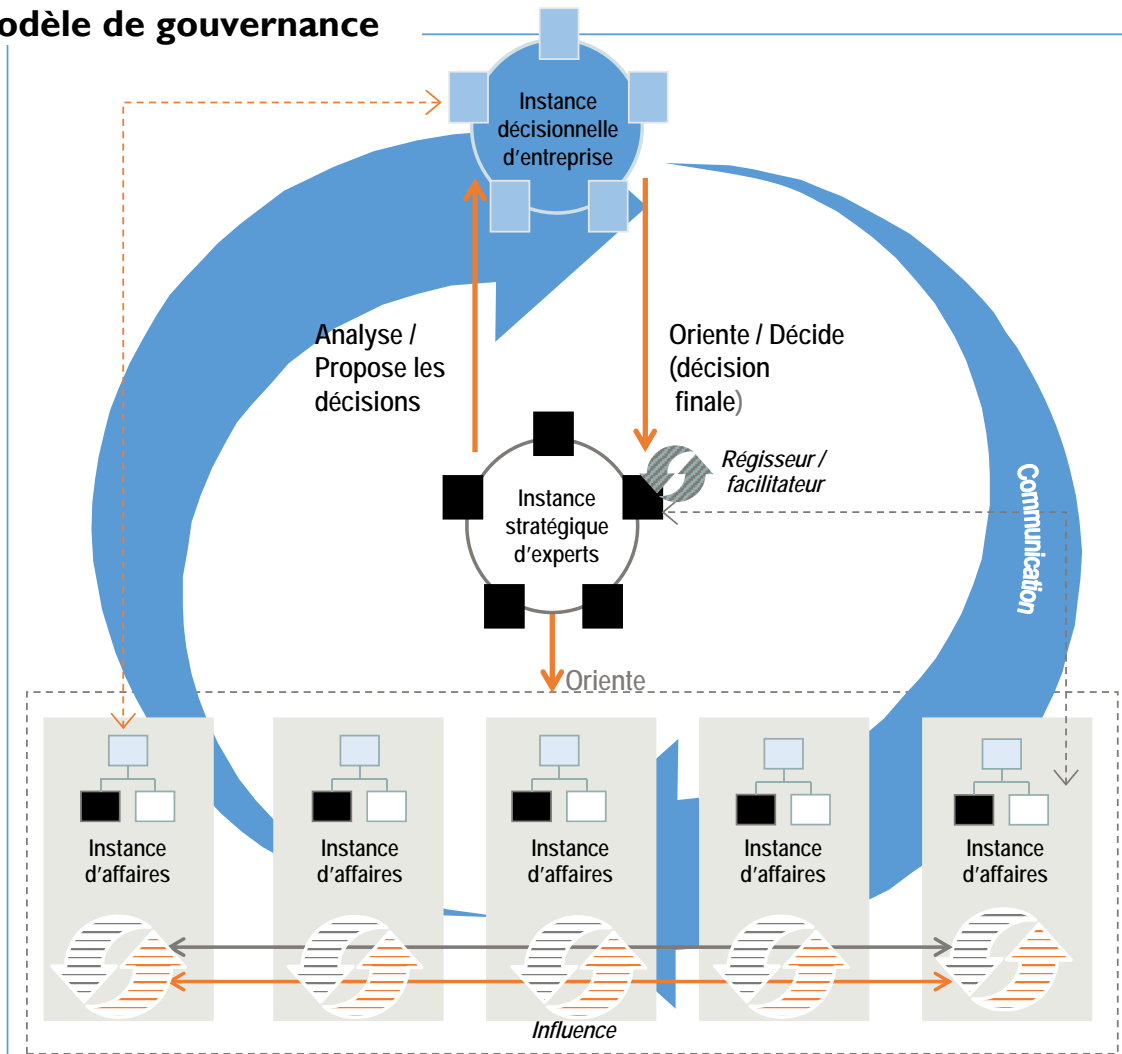 odèle de gouvernance
Instance
décisionnelle
d'entreprise
Analyse /
Propose les
décisions
Oriente / Décide
(décision
finale)
Régisseur /
facilitateur
Instance
stratégique
d'experts
Communication
Oriente
Instance
d'affaires
Instance
d'affaires
Instance
d'affaires
Instance
d'affaires
Instance
d'affaires
Influence